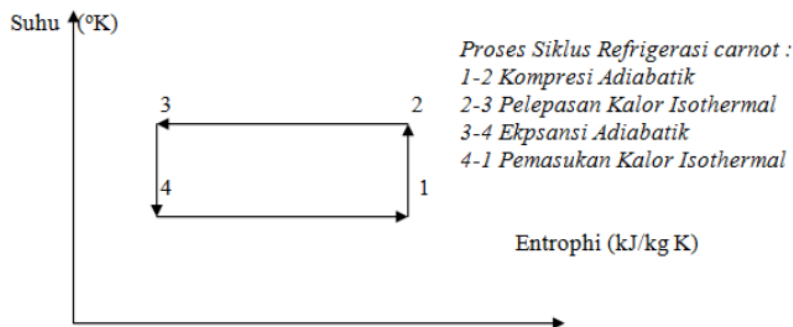 Suhu (°K)
Proses Siklus Refrigerasi carnot :
1-2 Kompresi Adiabatik
2-3 Pelepasan Kalor Isothermal
3-4 Ekpsansi Adiabatik
4-1 Pemasukan Kalor Isothermal
3
2
4
1
Entrophi (kJ/kg K)